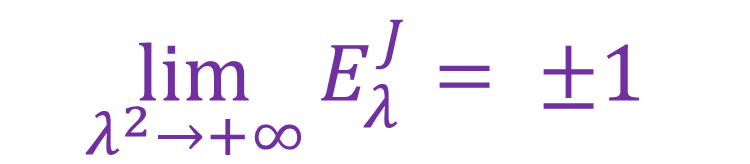 lim E_λ^J = ±1
λ²→+∞